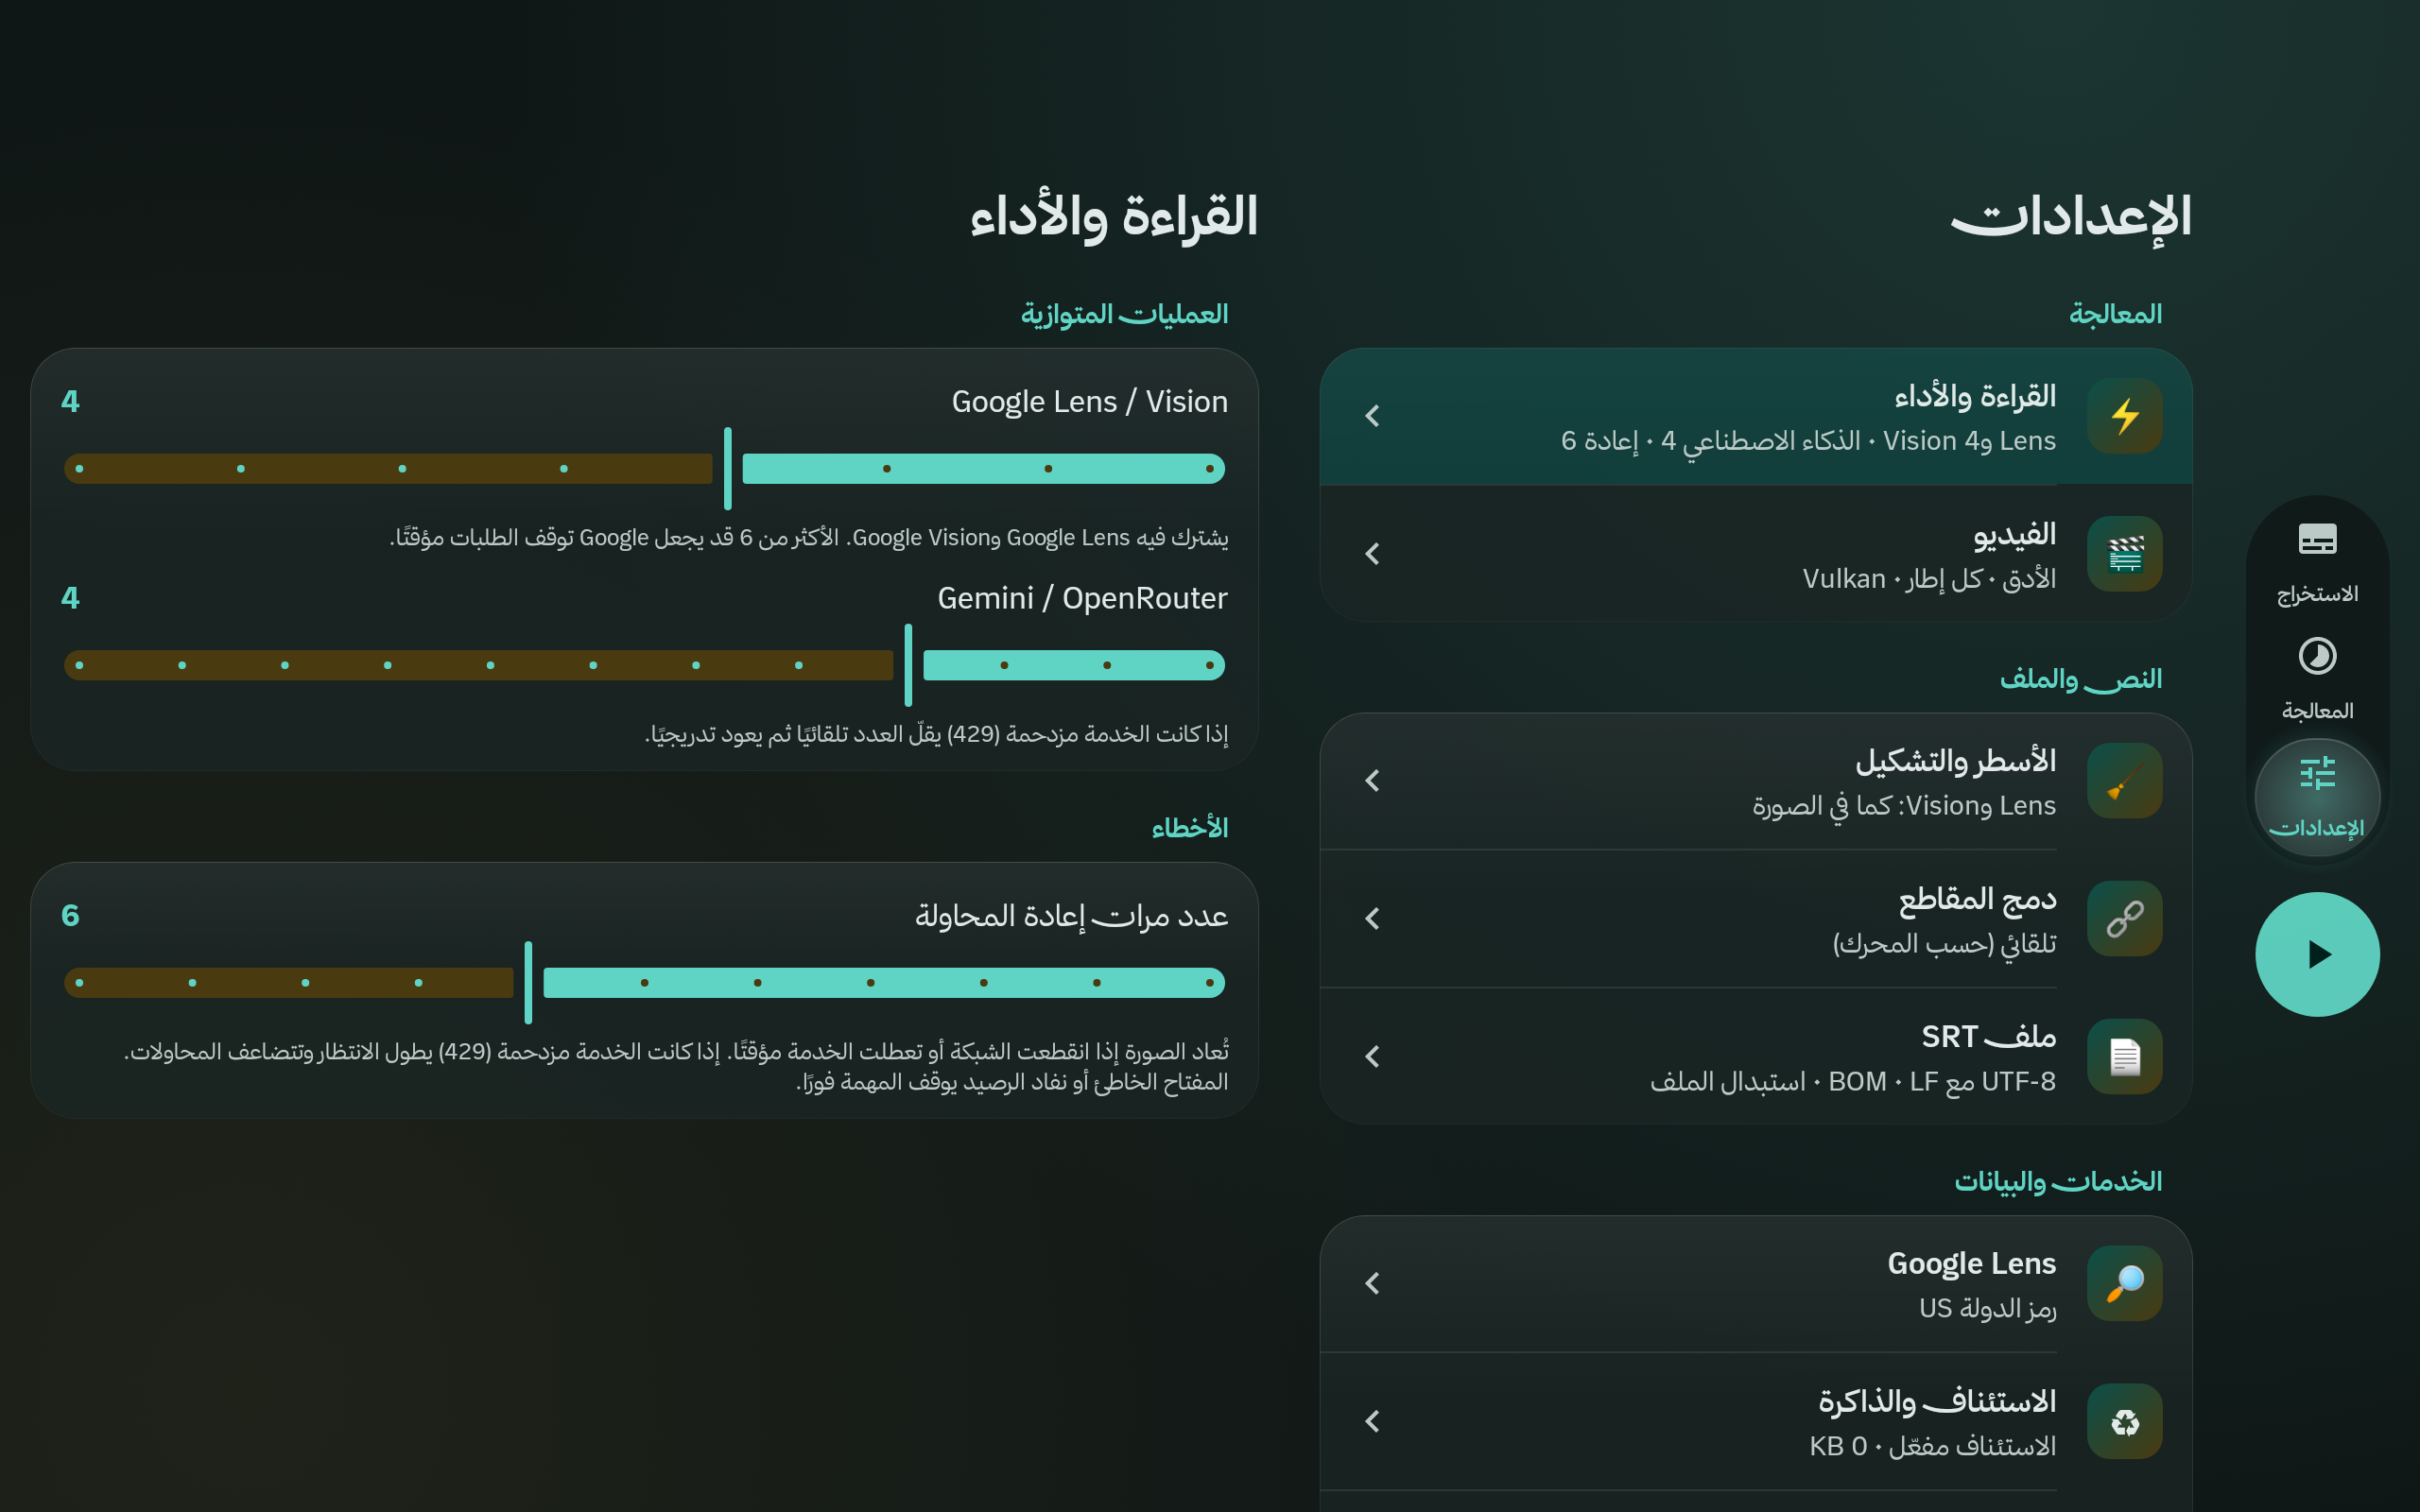 الإعدادات
المعالجة
القراءة والأداء
Lens وVision 4 • الذكاء الاصطناعي 4 • إعادة 6
الفيديو
الأدق • كل إطار • Vulkan
النص والملف
الأسطر والتشكيل
Lens وVision: كما في الصورة
دمج المقاطع
تلقائي (حسب المحرك)
ملف SRT
UTF-8 مع BOM • LF • استبدال الملف
الخدمات والبيانات
Google Lens
رمز الدولة US
الاستئناف والذاكرة
الاستئناف مفعّل • 0 KB
القراءة والأداء
العمليات المتوازية
Google Lens / Vision
4
يشترك فيه Google Lens وGoogle Vision. الأكثر من 6 قد يجعل Google توقف الطلبات مؤقتًا.
Gemini / OpenRouter
4
إذا كانت الخدمة مزدحمة (429) يقلّ العدد تلقائيًا ثم يعود تدريجيًا.
الأخطاء
عدد مرات إعادة المحاولة
6
تُعاد الصورة إذا انقطعت الشبكة أو تعطلت الخدمة مؤقتًا. إذا كانت الخدمة مزدحمة (429) يطول الانتظار وتتضاعف المحاولات.
المفتاح الخاطئ أو نفاد الرصيد يوقف المهمة فورًا.
الاستخراج
المعالجة
الإعدادات